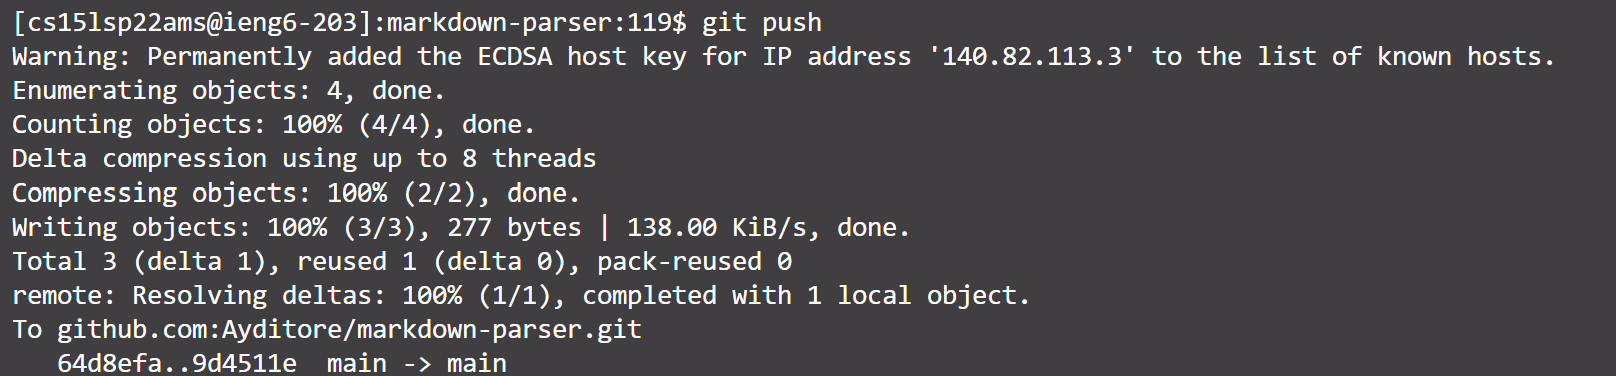 [cs15lsp22ams@ieng6-203]:markdown-parser:119$ git push
Warning: Permanently added the ECDSA host key for IP address '140.82.113.3' to the list of known hosts.
Enumerating objects: 4, done.
Counting objects: 100% (4/4), done.
Delta compression using up to 8 threads
Compressing objects: 100% (2/2), done.
Writing objects: 100% (3/3), 277 bytes | 138.00 KiB/s, done.
Total 3 (delta 1), reused 1 (delta 0), pack-reused 0
remote: Resolving deltas: 100% (1/1), completed with 1 local object.
To github.com:Ayditore/markdown-parser.git
   64d8efa..9d4511e  main -> main